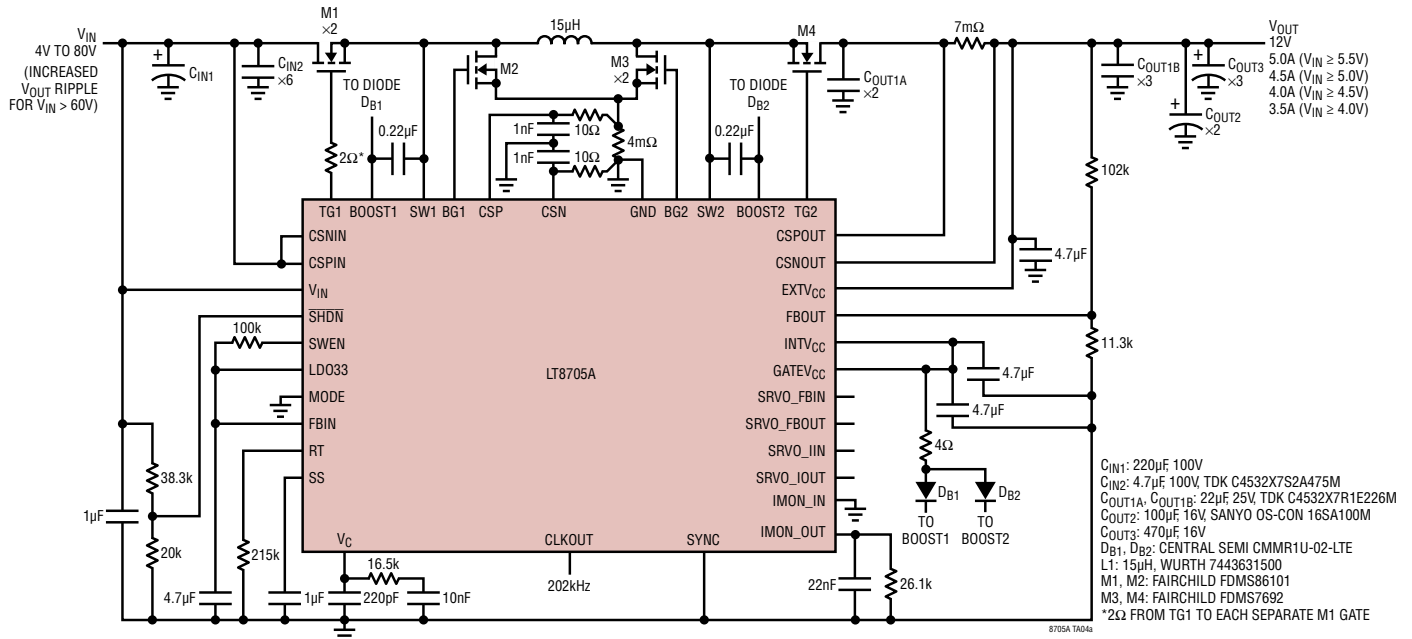 V_IN
4V TO 80V
(INCREASED
V_OUT RIPPLE
FOR V_IN > 60V)
+
C_IN1
C_IN2
×6
M1
×2
15µH
M2
M3
×2
M4
7mΩ
V_OUT
12V
5.0A (V_IN ≥ 5.5V)
4.5A (V_IN ≥ 5.0V)
4.0A (V_IN ≥ 4.5V)
3.5A (V_IN ≥ 4.0V)
C_OUT1A
×2
C_OUT1B
×3
+
C_OUT3
×3
+
C_OUT2
×2
TO DIODE
D_B1
0.22µF
2Ω*
1nF
10Ω
1nF
10Ω
4mΩ
TO DIODE
D_B2
0.22µF
102k
TG1 BOOST1 SW1 BG1 CSP CSN GND BG2 SW2 BOOST2 TG2
CSNIN
CSPIN
V_IN
SHDN
SWEN
LDO33
MODE
FBIN
RT
SS
V_C
CLKOUT
SYNC
LT8705A
CSPOUT
CSNOUT
EXTV_CC
FBOUT
INTV_CC
GATEV_CC
SRVO_FBIN
SRVO_FBOUT
SRVO_IIN
SRVO_IOUT
IMON_IN
IMON_OUT
4.7µF
11.3k
4.7µF
4.7µF
4Ω
D_B1
D_B2
TO
BOOST1
TO
BOOST2
100k
38.3k
1µF
20k
215k
4.7µF
1µF
16.5k
220pF
10nF
202kHz
22nF
26.1k
C_IN1: 220µF, 100V
C_IN2: 4.7µF, 100V, TDK C4532X7S2A475M
C_OUT1A, C_OUT1B: 22µF, 25V, TDK C4532X7R1E226M
C_OUT2: 100µF, 16V, SANYO OS-CON 16SA100M
C_OUT3: 470µF, 16V
D_B1, D_B2: CENTRAL SEMI CMMR1U-02-LTE
L1: 15µH, WURTH 7443631500
M1, M2: FAIRCHILD FDMS86101
M3, M4: FAIRCHILD FDMS7692
*2Ω FROM TG1 TO EACH SEPARATE M1 GATE
8705A TA04a